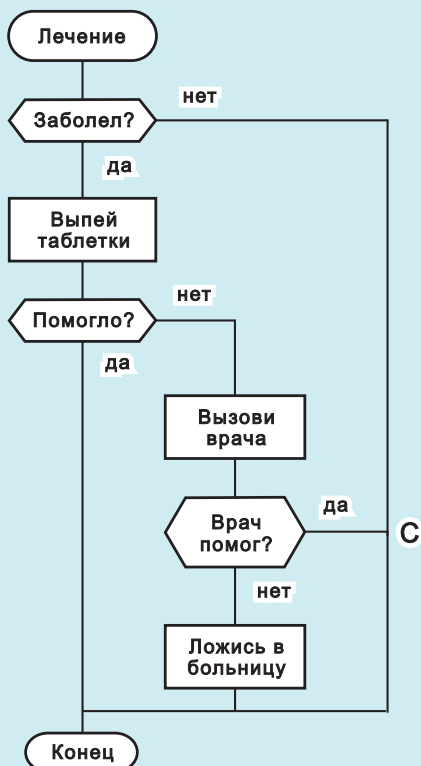 Лечение
нет
Заболел?
да
Выпей
таблетки
нет
Помогло?
да
Вызови
врача
да
Врач
помог?
С
нет
Ложись в
больницу
Конец